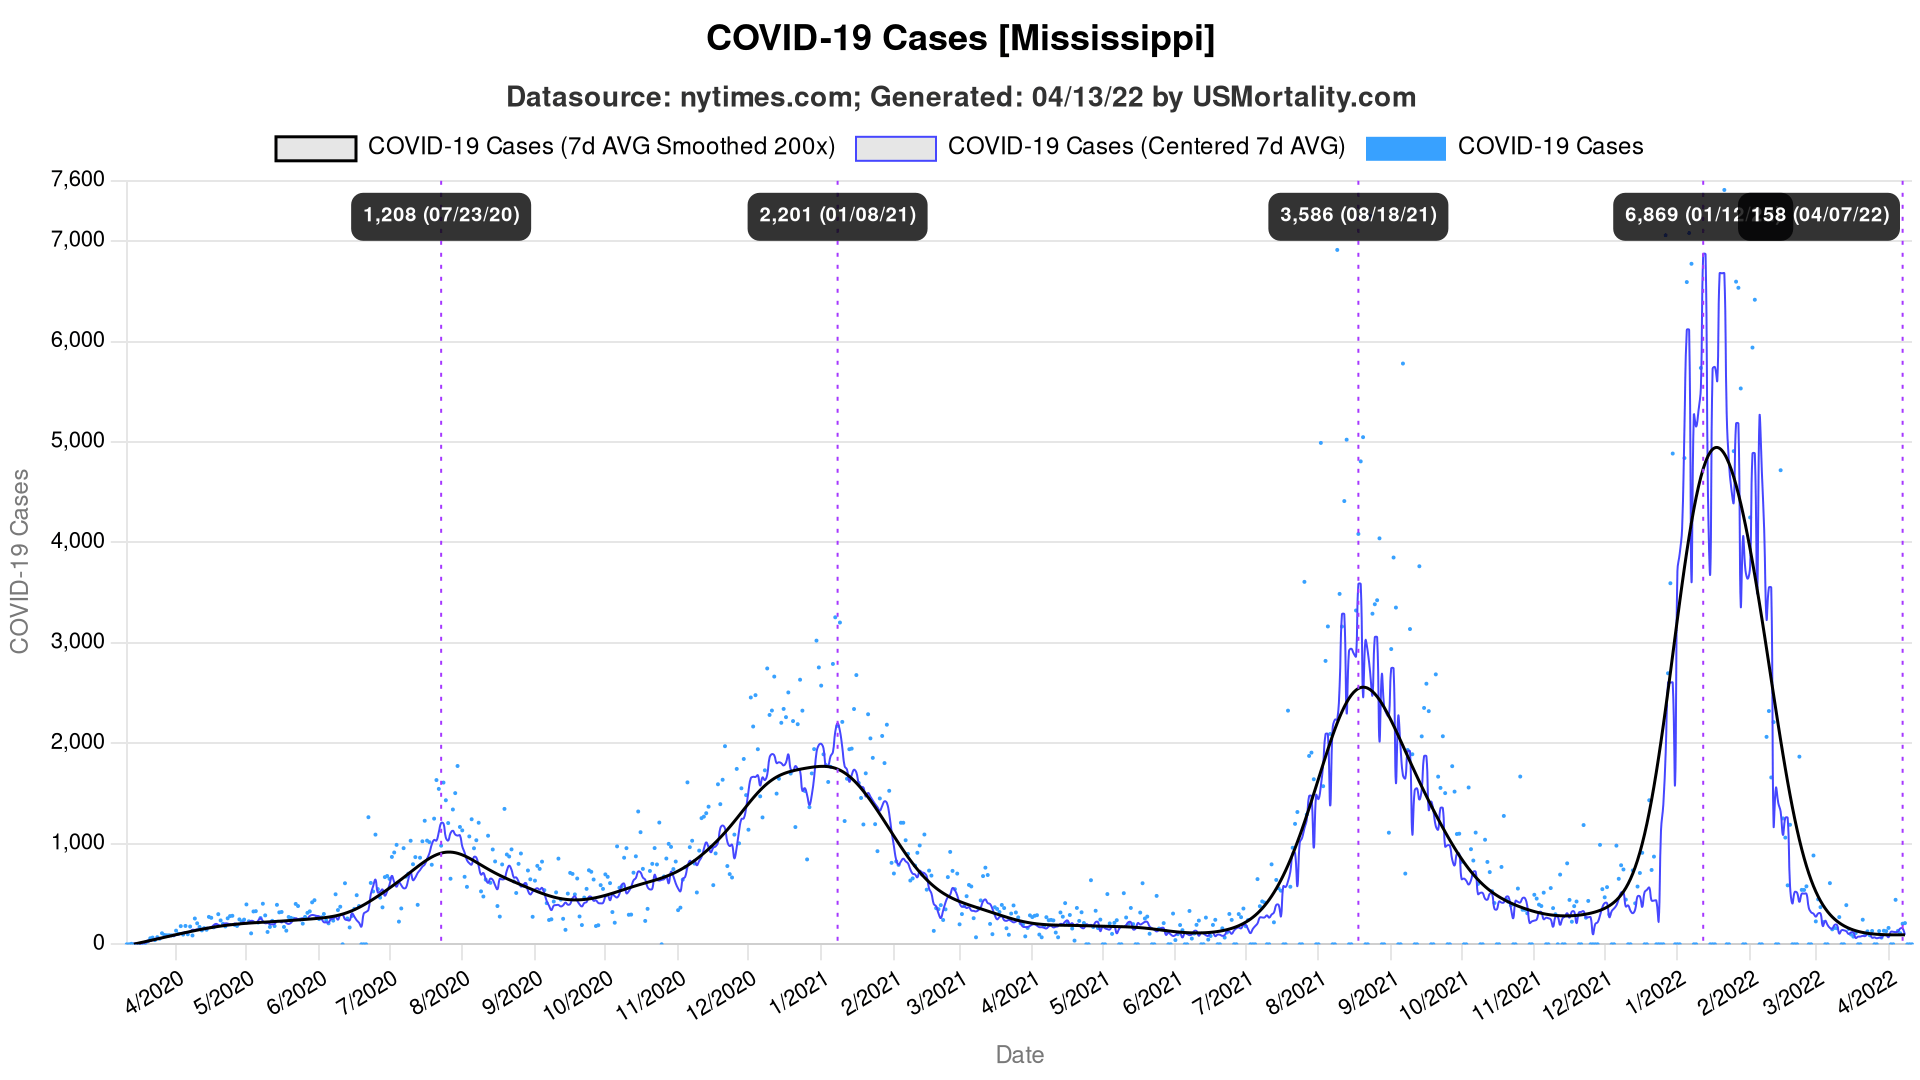 COVID-19 Cases [Mississippi]
Datasource: nytimes.com; Generated: 04/13/22 by USMortality.com
COVID-19 Cases (7d AVG Smoothed 200x) COVID-19 Cases (Centered 7d AVG) COVID-19 Cases
1,208 (07/23/20) 2,201 (01/08/21) 3,586 (08/18/21) 6,869 (01/12 158 (04/07/22)
7,600
7,000
6,000
5,000
4,000
3,000
2,000
1,000
0
COVID-19 Cases
4/2020 5/2020 6/2020 7/2020 8/2020 9/2020 10/2020 11/2020 12/2020 1/2021 2/2021 3/2021 4/2021 5/2021 6/2021 7/2021 8/2021 9/2021 10/2021 11/2021 12/2021 1/2022 2/2022 3/2022 4/2022
Date